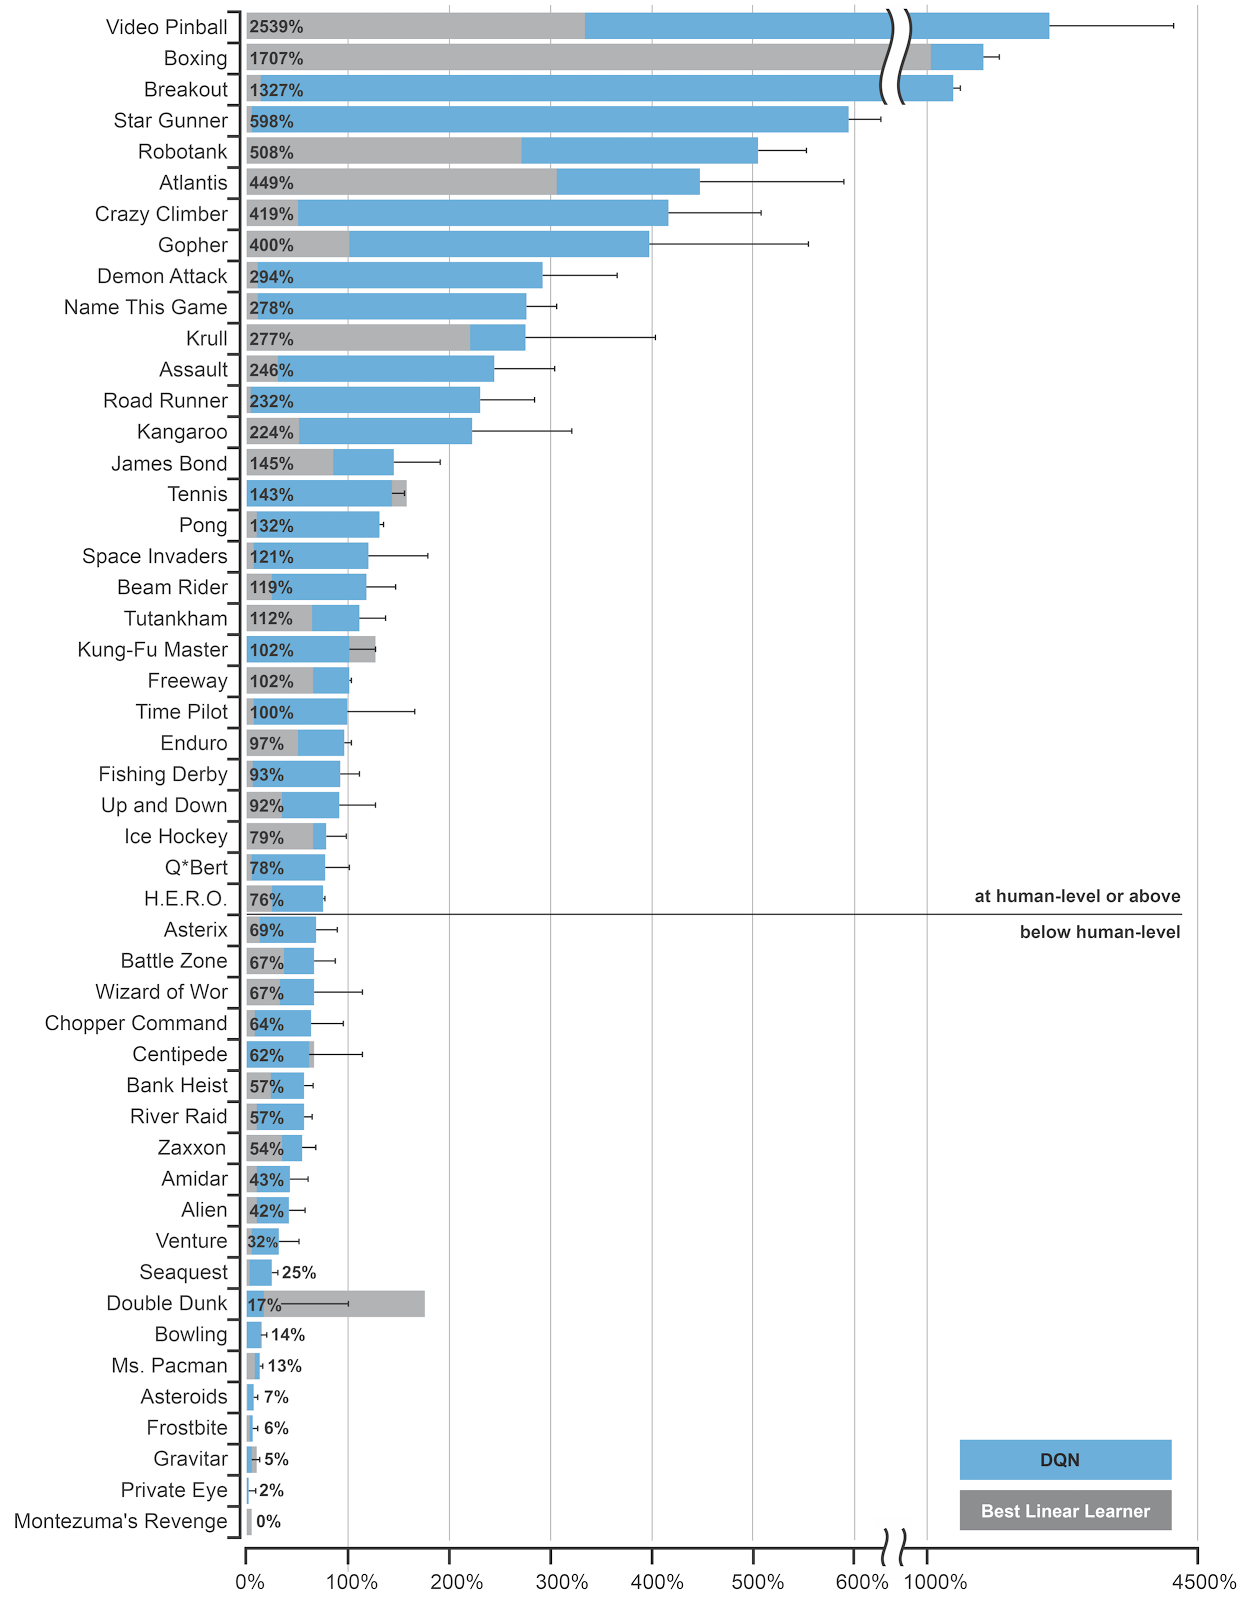 Video Pinball 2539%
Boxing 1707%
Breakout 1327%
Star Gunner 598%
Robotank 508%
Atlantis 449%
Crazy Climber 419%
Gopher 400%
Demon Attack 294%
Name This Game 278%
Krull 277%
Assault 246%
Road Runner 232%
Kangaroo 224%
James Bond 145%
Tennis 143%
Pong 132%
Space Invaders 121%
Beam Rider 119%
Tutankham 112%
Kung-Fu Master 102%
Freeway 102%
Time Pilot 100%
Enduro 97%
Fishing Derby 93%
Up and Down 92%
Ice Hockey 79%
Q*Bert 78%
H.E.R.O. 76%
at human-level or above
below human-level
Asterix 69%
Battle Zone 67%
Wizard of Wor 67%
Chopper Command 64%
Centipede 62%
Bank Heist 57%
River Raid 57%
Zaxxon 54%
Amidar 43%
Alien 42%
Venture 32%
Seaquest 25%
Double Dunk 17%
Bowling 14%
Ms. Pacman 13%
Asteroids 7%
Frostbite 6%
Gravitar 5%
Private Eye 2%
Montezuma's Revenge 0%
DQN
Best Linear Learner
0% 100% 200% 300% 400% 500% 600% 1000% 4500%